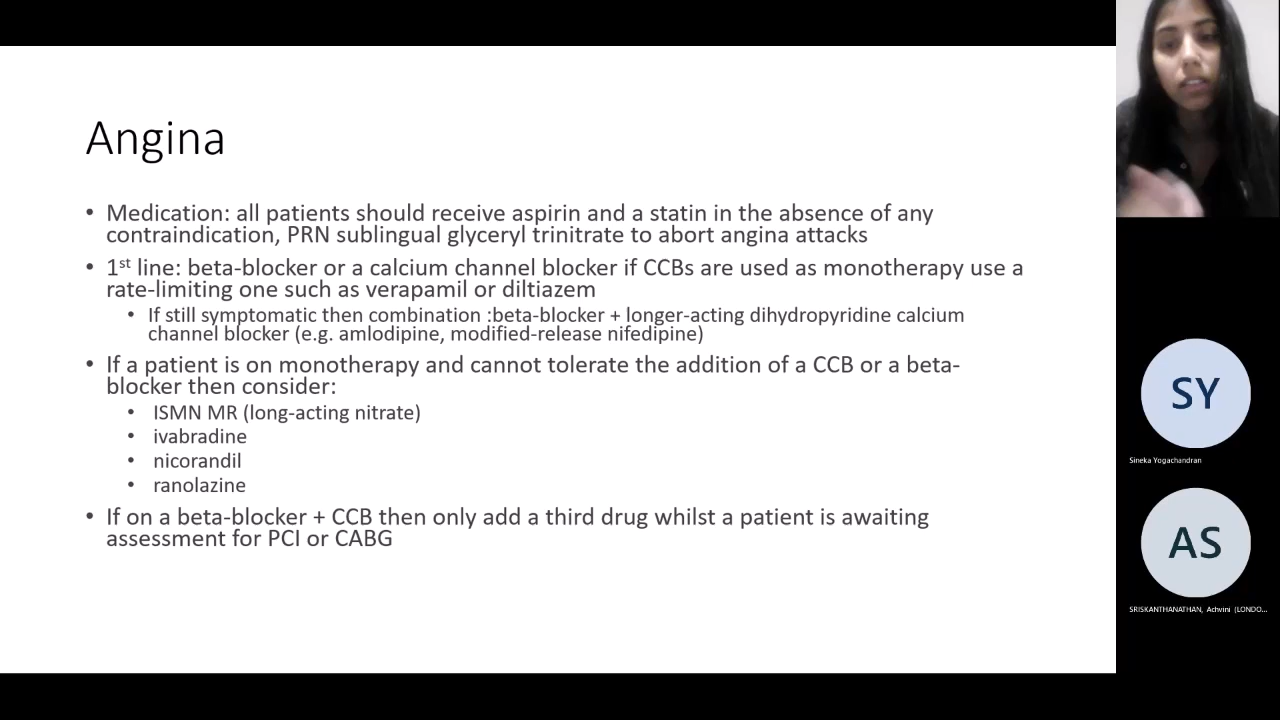 Angina
• Medication: all patients should receive aspirin and a statin in the absence of any
contraindication, PRN sublingual glyceryl trinitrate to abort angina attacks
• 1st line: beta-blocker or a calcium channel blocker if CCBs are used as monotherapy use a
rate-limiting one such as verapamil or diltiazem
• If still symptomatic then combination :beta-blocker + longer-acting dihydropyridine calcium
channel blocker (e.g. amlodipine, modified-release nifedipine)
• If a patient is on monotherapy and cannot tolerate the addition of a CCB or a beta-
blocker then consider:
• ISMN MR (long-acting nitrate)
• ivabradine
• nicorandil
• ranolazine
• If on a beta-blocker + CCB then only add a third drug whilst a patient is awaiting
assessment for PCI or CABG
SY
Sineka Yogachandran
AS
SRISKANTHANATHAN, Achvini (LONDO...